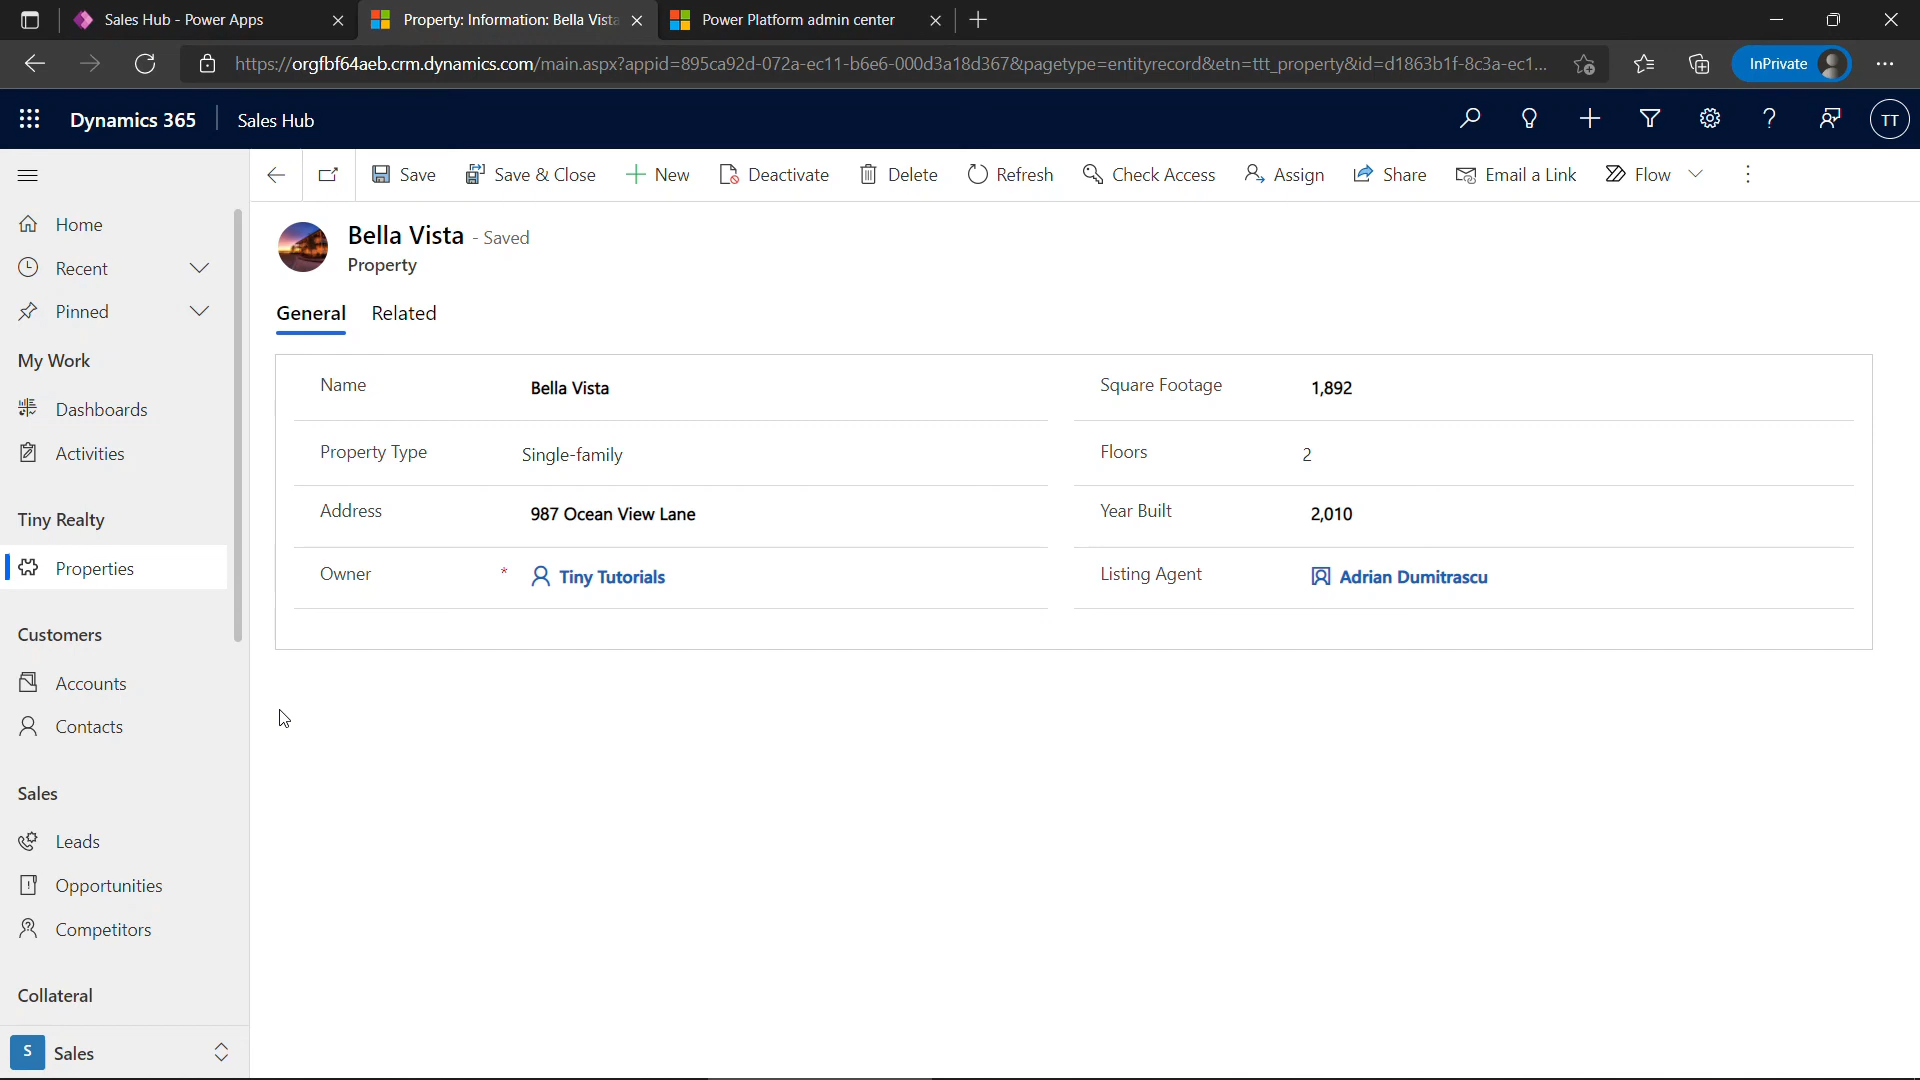 Sales Hub - Power Apps
Property: Information: Bella Vista
Power Platform admin center
https://orgfbf64aeb.crm.dynamics.com/main.aspx?appid=895ca92d-072a-ec11-b6e6-000d3a18d367&pagetype=entityrecord&etn=ttt_property&id=d1863b1f-8c3a-ec1...
InPrivate
Dynamics 365
Sales Hub
TT
Save
Save & Close
New
Deactivate
Delete
Refresh
Check Access
Assign
Share
Email a Link
Flow
Home
Recent
Pinned
My Work
Dashboards
Activities
Tiny Realty
Properties
Customers
Accounts
Contacts
Sales
Leads
Opportunities
Competitors
Collateral
S Sales
Bella Vista - Saved
Property
General Related
Name Bella Vista
Square Footage 1,892
Property Type Single-family
Floors 2
Address 987 Ocean View Lane
Year Built 2,010
Owner * Tiny Tutorials
Listing Agent Adrian Dumitrascu